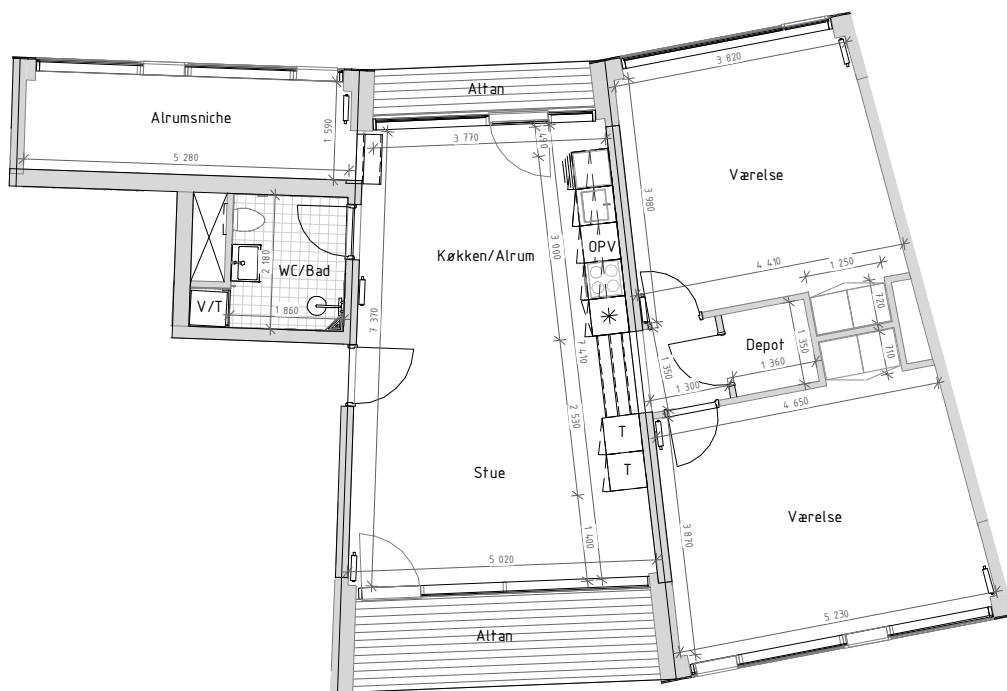 3 820
Altan
Alrumsniche
1 590
490
3 770
5 280
Værelse
3 980
OPV
Køkken/Alrum
3 000
2 180
WC/Bad
4 410
1 250
V/T
1 860
7 370
720
7 410
Depot
1 350
710
1 350
1 360
1 300
4 650
2 530
T
T
Stue
Værelse
3 870
1 400
5 020
5 230
Altan